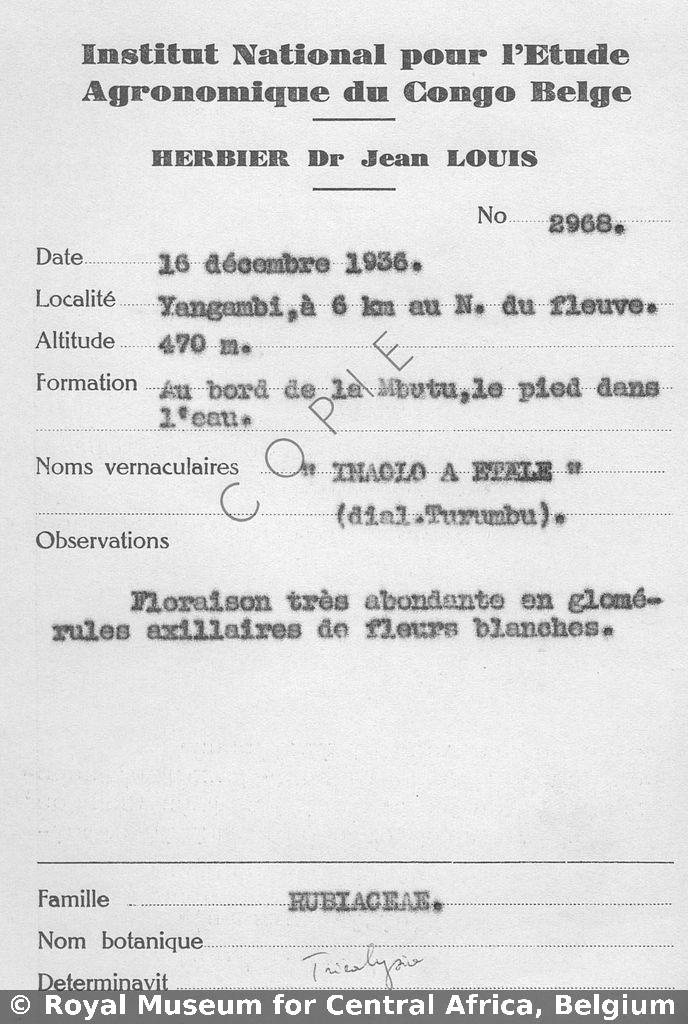 Institut National pour l'Etude
Agronomique du Congo Belge
HERBIER Dr Jean LOUIS
No 2968.
Date 16 décembre 1936.
Localité Yangambi,à 6 km au N. du fleuve.
Altitude 470 m.
Formation Au bord de la Mbutu,le pied dans
l'eau.
COPIE
Noms vernaculaires " INAOLO A ETALE "
(dial.Turumbu).
Observations
Floraison très abondante en glomé-
rules axillaires de fleurs blanches.
Famille RUBIACEAE.
Nom botanique
Tricalysia
Determinavit
© Royal Museum for Central Africa, Belgium